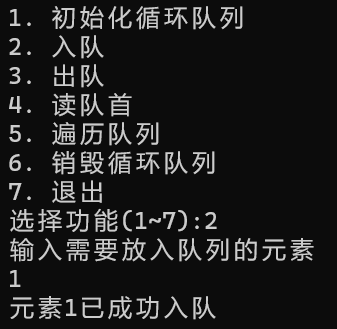 1. 初始化循环队列
2. 入队
3. 出队
4. 读队首
5. 遍历队列
6. 销毁循环队列
7. 退出
选择功能(1~7):2
输入需要放入队列的元素
1
元素1已成功入队